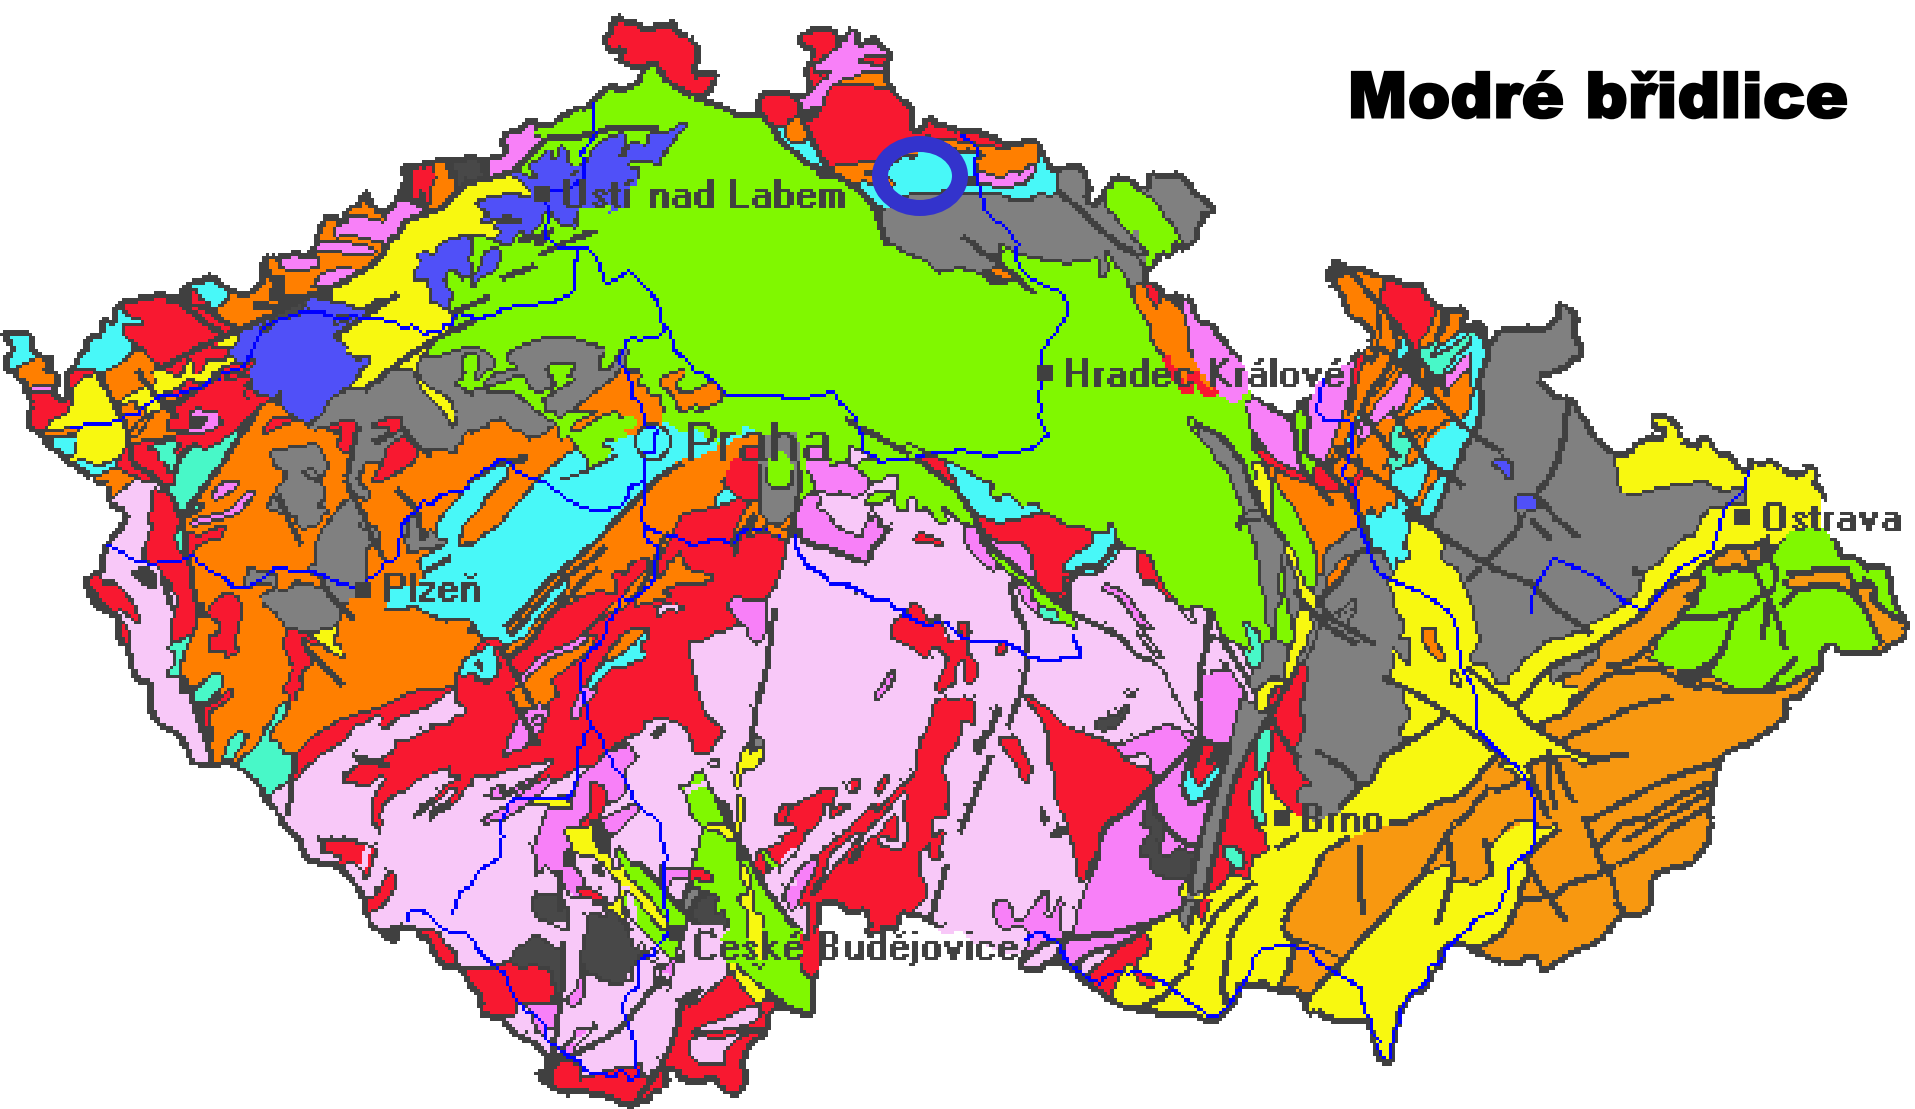 Modré břidlice
Ústí nad Labem
Hradec Králové
Praha
Ostrava
Plzeň
Brno
České Budějovice